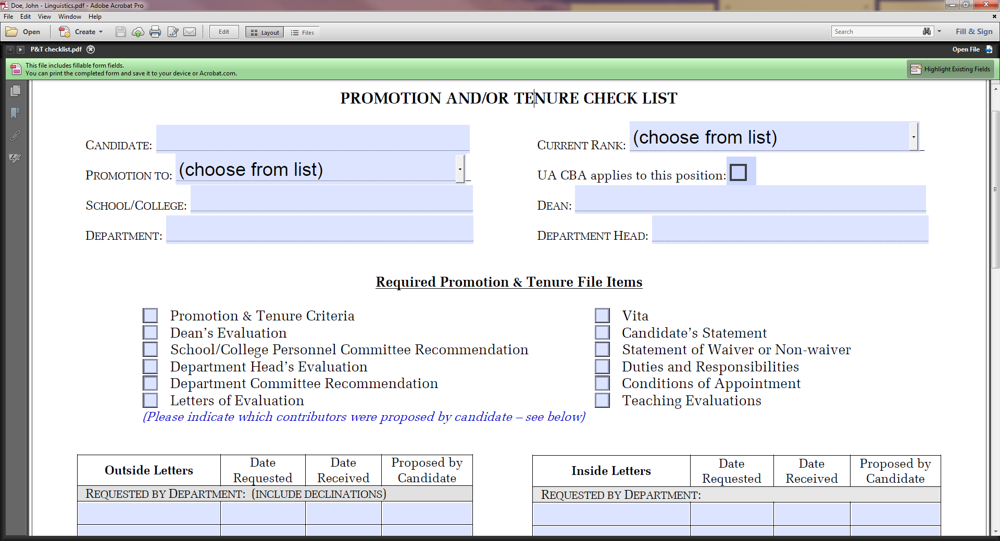 Doe, John - Linguistics.pdf - Adobe Acrobat Pro
File Edit View Window Help
Open Create Edit Layout Files Search Fill & Sign
P&T checklist.pdf Open File
This file includes fillable form fields.
You can print the completed form and save it to your device or Acrobat.com.
Highlight Existing Fields
PROMOTION AND/OR TENURE CHECK LIST
CANDIDATE: CURRENT RANK: (choose from list)
PROMOTION TO: (choose from list) UA CBA applies to this position:
SCHOOL/COLLEGE: DEAN:
DEPARTMENT: DEPARTMENT HEAD:
Required Promotion & Tenure File Items
Promotion & Tenure Criteria
Dean's Evaluation
School/College Personnel Committee Recommendation
Department Head's Evaluation
Department Committee Recommendation
Letters of Evaluation
(Please indicate which contributors were proposed by candidate – see below)
Vita
Candidate's Statement
Statement of Waiver or Non-waiver
Duties and Responsibilities
Conditions of Appointment
Teaching Evaluations
Outside Letters
Date
Requested
Date
Received
Proposed by
Candidate
REQUESTED BY DEPARTMENT: (INCLUDE DECLINATIONS)
Inside Letters
Date
Requested
Date
Received
Proposed by
Candidate
REQUESTED BY DEPARTMENT: